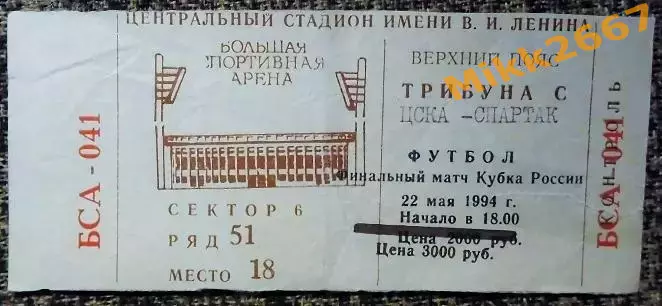 ЦЕНТРАЛЬНЫЙ СТАДИОН ИМЕНИ В. И. ЛЕНИНА
БСА - 041
БОЛЬШАЯ
СПОРТИВНАЯ
АРЕНА
СЕКТОР 6
РЯД 51
МЕСТО 18
ВЕРХНИЙ ПОЯС
ТРИБУНА С
ЦСКА -СПАРТАК
ФУТБОЛ
Финальный матч Кубка России
22 мая 1994 г.
Начало в 18.00
Цена 2000 руб.
Цена 3000 руб.
КОНТРОЛЬ
БСА - 041
Mikk2667